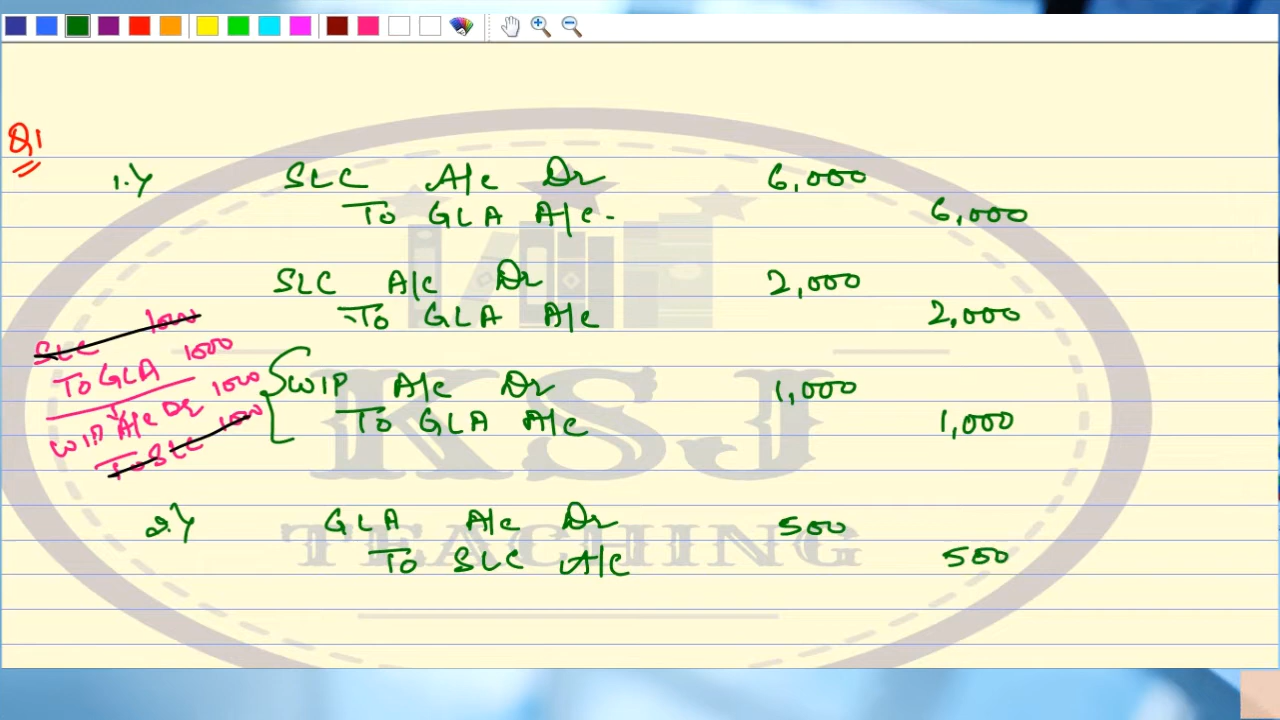 Q1
1.) SLC A/c Dr 6,000
To GLA A/c. 6,000
SLC A/c Dr 2,000
To GLA A/c 2,000
SLC 1000
To GLA 1000
WIP A/c Dr 1000
To SLC 1000
WIP A/c Dr 1,000
To GLA A/c 1,000
2.) GLA A/c Dr 500
To SLC A/c 500
KSJ
TEACHING